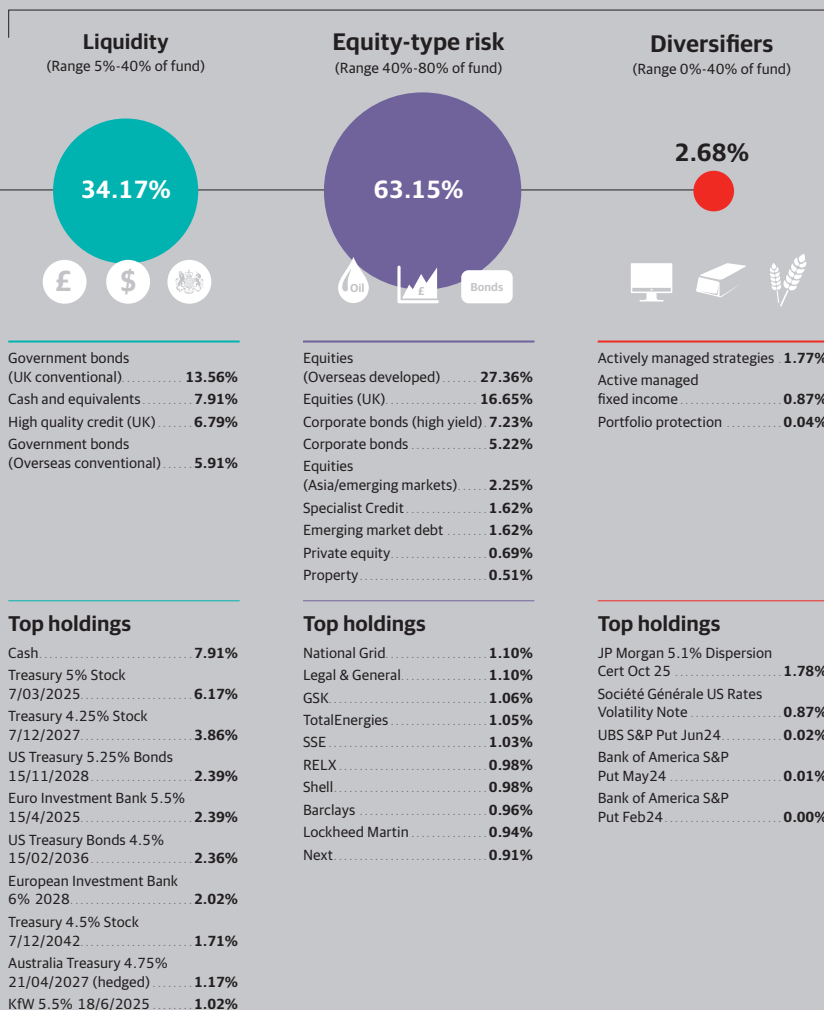 Liquidity
(Range 5%-40% of fund)
34.17%
£
$
Government bonds
(UK conventional) 13.56%
Cash and equivalents 7.91%
High quality credit (UK) 6.79%
Government bonds
(Overseas conventional) 5.91%
Top holdings
Cash 7.91%
Treasury 5% Stock
7/03/2025 6.17%
Treasury 4.25% Stock
7/12/2027 3.86%
US Treasury 5.25% Bonds
15/11/2028 2.39%
Euro Investment Bank 5.5%
15/4/2025 2.39%
US Treasury Bonds 4.5%
15/02/2036 2.36%
European Investment Bank
6% 2028 2.02%
Treasury 4.5% Stock
7/12/2042 1.71%
Australia Treasury 4.75%
21/04/2027 (hedged) 1.17%
KfW 5.5% 18/6/2025 1.02%
Equity-type risk
(Range 40%-80% of fund)
63.15%
Oil
£
Bonds
Equities
(Overseas developed) 27.36%
Equities (UK) 16.65%
Corporate bonds (high yield) 7.23%
Corporate bonds 5.22%
Equities
(Asia/emerging markets) 2.25%
Specialist Credit 1.62%
Emerging market debt 1.62%
Private equity 0.69%
Property 0.51%
Top holdings
National Grid 1.10%
Legal & General 1.10%
GSK 1.06%
TotalEnergies 1.05%
SSE 1.03%
RELX 0.98%
Shell 0.98%
Barclays 0.96%
Lockheed Martin 0.94%
Next 0.91%
Diversifiers
(Range 0%-40% of fund)
2.68%
Actively managed strategies 1.77%
Active managed
fixed income 0.87%
Portfolio protection 0.04%
Top holdings
JP Morgan 5.1% Dispersion
Cert Oct 25 1.78%
Société Générale US Rates
Volatility Note 0.87%
UBS S&P Put Jun24 0.02%
Bank of America S&P
Put May24 0.01%
Bank of America S&P
Put Feb24 0.00%